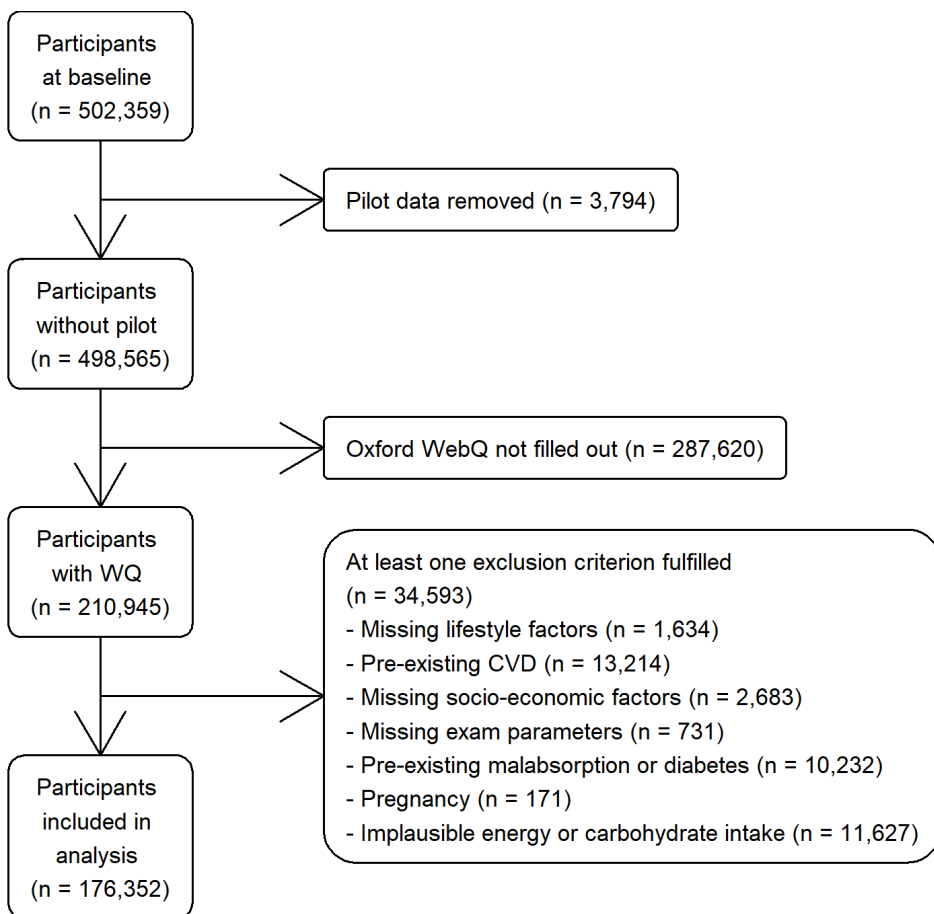 Participants
at baseline
(n = 502,359)
Pilot data removed (n = 3,794)
Participants
without pilot
(n = 498,565)
Oxford WebQ not filled out (n = 287,620)
Participants
with WQ
(n = 210,945)
At least one exclusion criterion fulfilled
(n = 34,593)
- Missing lifestyle factors (n = 1,634)
- Pre-existing CVD (n = 13,214)
- Missing socio-economic factors (n = 2,683)
- Missing exam parameters (n = 731)
- Pre-existing malabsorption or diabetes (n = 10,232)
- Pregnancy (n = 171)
- Implausible energy or carbohydrate intake (n = 11,627)
Participants
included in
analysis
(n = 176,352)